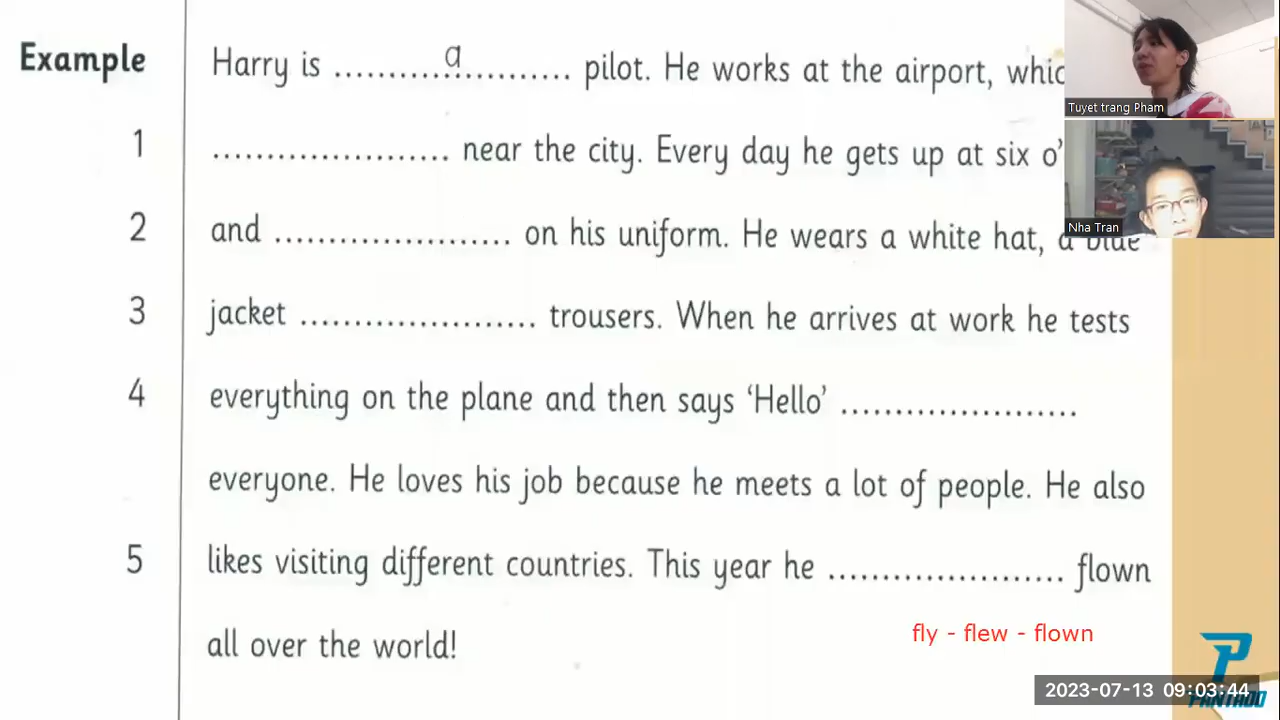 Example Harry is ..........a.......... pilot. He works at the airport,
1 ...................... near the city. Every day he gets up at six
2 and ...................... on his uniform. He wears a white hat, a blue
3 jacket ...................... trousers. When he arrives at work he tests
4 everything on the plane and then says ‘Hello’ ......................
everyone. He loves his job because he meets a lot of people. He also
5 likes visiting different countries. This year he ...................... flown
all over the world!
fly - flew - flown
Tuyet trang Pham
Nha Tran
2023-07-13 09:03:44
PANTADO